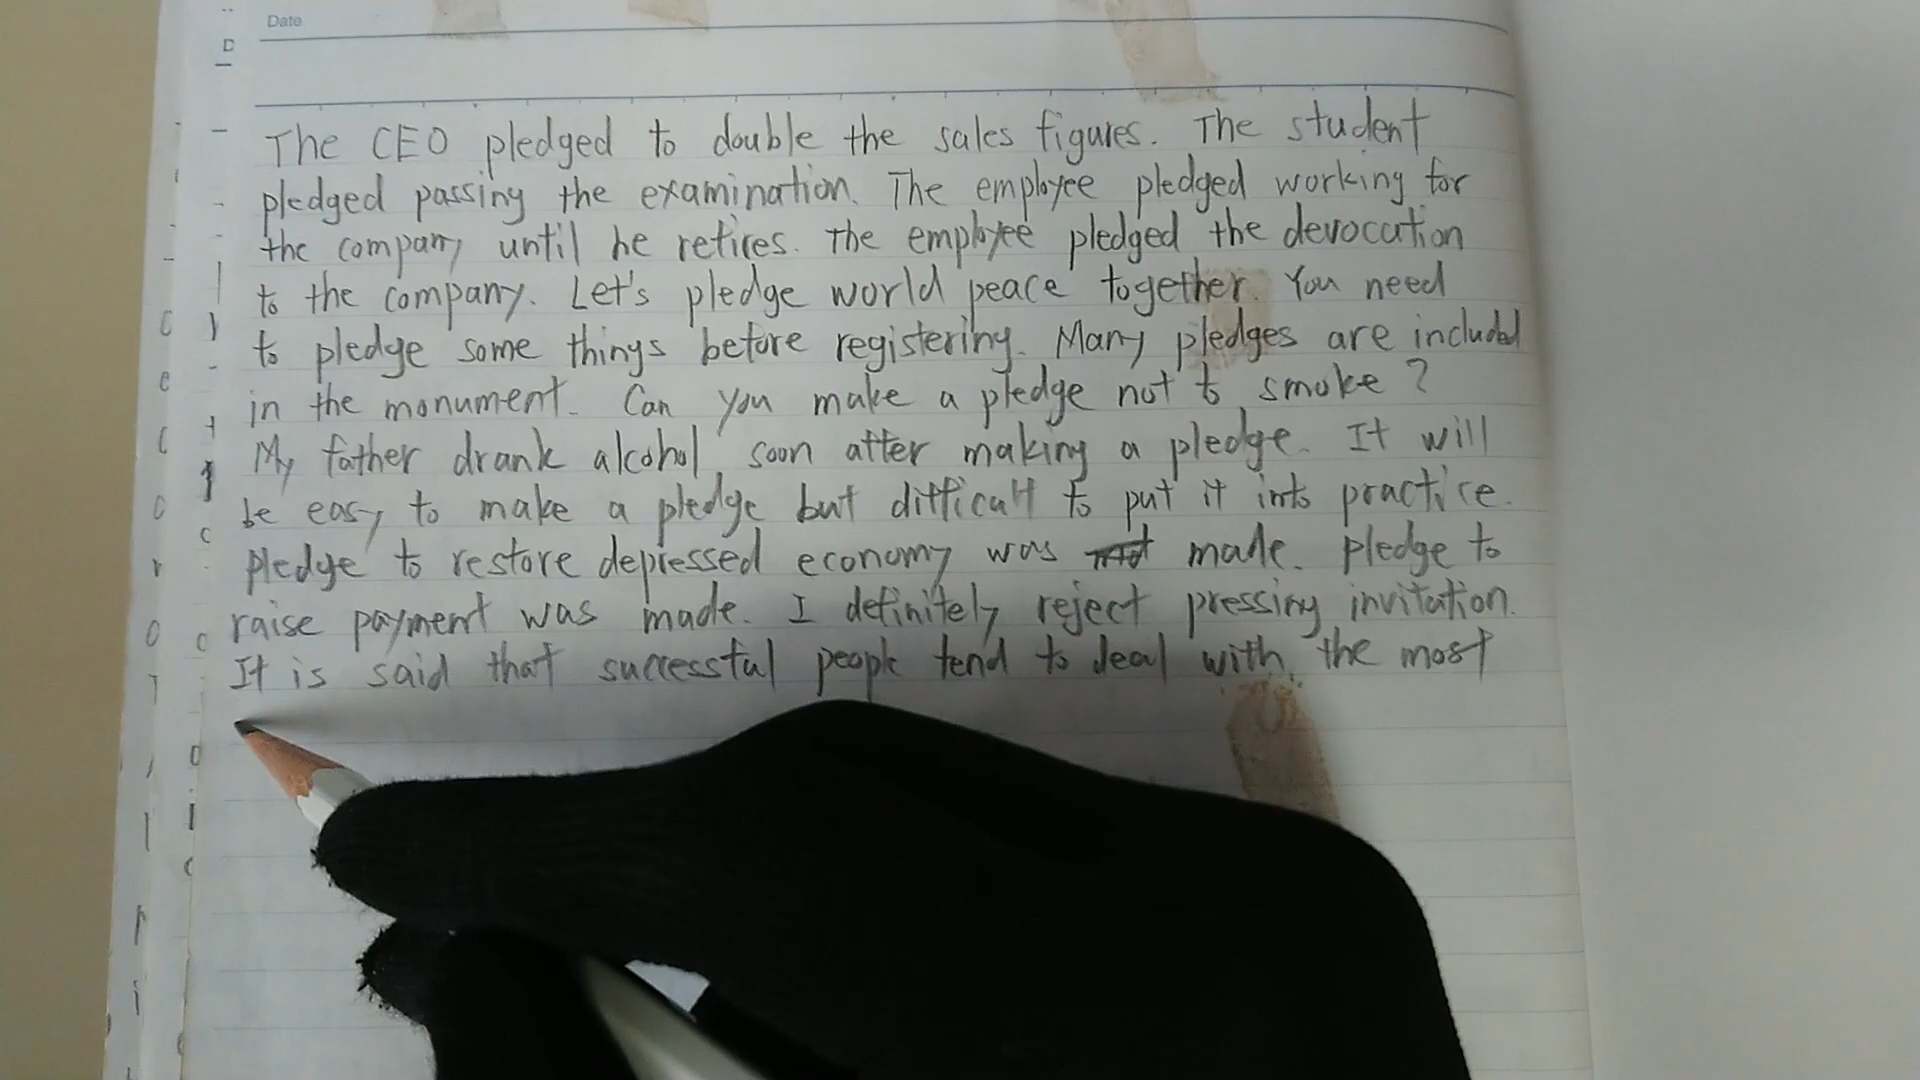 Date
The CEO pledged to double the sales figures. The student
pledged passing the examination. The employee pledged working for
the company until he retires. The employee pledged the devocation
to the company. Let's pledge world peace together. You need
to pledge some things before registering. Many pledges are included
in the monument. Can you make a pledge not to smoke?
My father drank alcohol soon after making a pledge. It will
be easy to make a pledge but difficult to put it into practice.
Pledge to restore depressed economy was made. Pledge to
raise payment was made. I definitely reject pressing invitation.
It is said that successful people tend to deal with the most